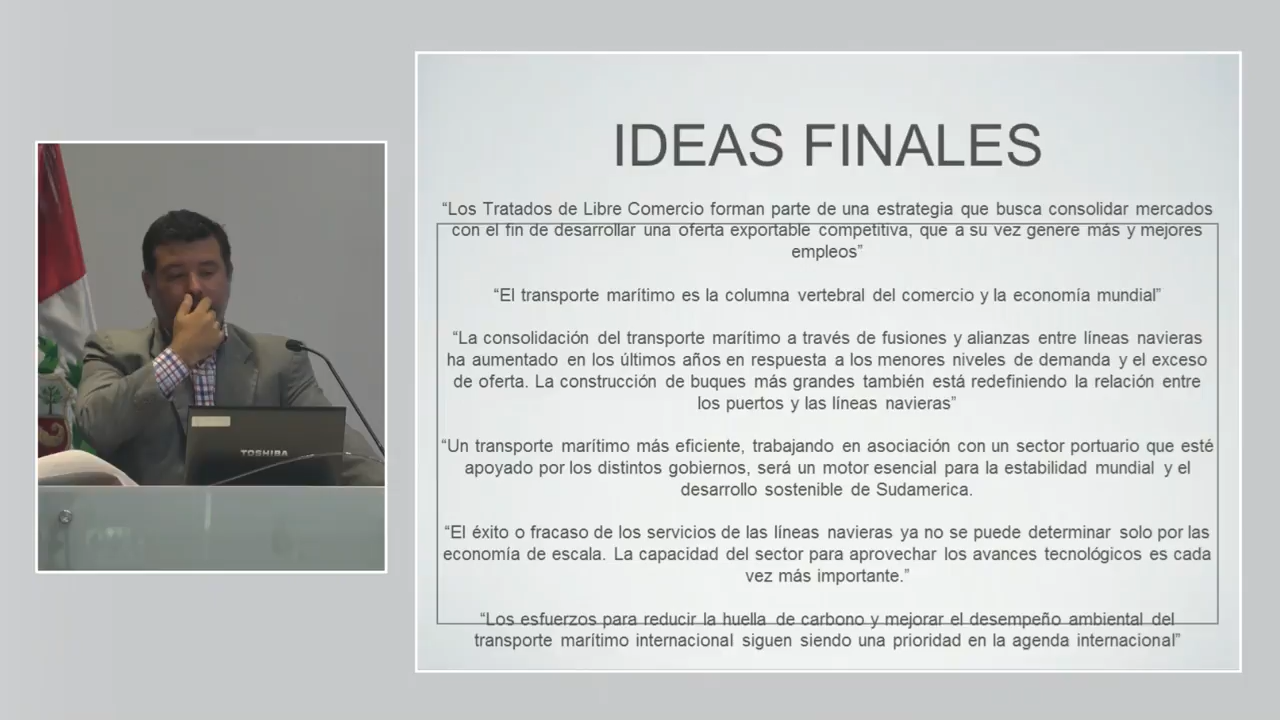 IDEAS FINALES
“Los Tratados de Libre Comercio forman parte de una estrategia que busca consolidar mercados
con el fin de desarrollar una oferta exportable competitiva, que a su vez genere más y mejores
empleos”
“El transporte marítimo es la columna vertebral del comercio y la economía mundial”
“La consolidación del transporte marítimo a través de fusiones y alianzas entre líneas navieras
ha aumentado en los últimos años en respuesta a los menores niveles de demanda y el exceso
de oferta. La construcción de buques más grandes también está redefiniendo la relación entre
los puertos y las líneas navieras”
“Un transporte marítimo más eficiente, trabajando en asociación con un sector portuario que esté
apoyado por los distintos gobiernos, será un motor esencial para la estabilidad mundial y el
desarrollo sostenible de Sudamerica.
“El éxito o fracaso de los servicios de las líneas navieras ya no se puede determinar solo por las
economía de escala. La capacidad del sector para aprovechar los avances tecnológicos es cada
vez más importante.”
“Los esfuerzos para reducir la huella de carbono y mejorar el desempeño ambiental del
transporte marítimo internacional siguen siendo una prioridad en la agenda internacional”
TOSHIBA